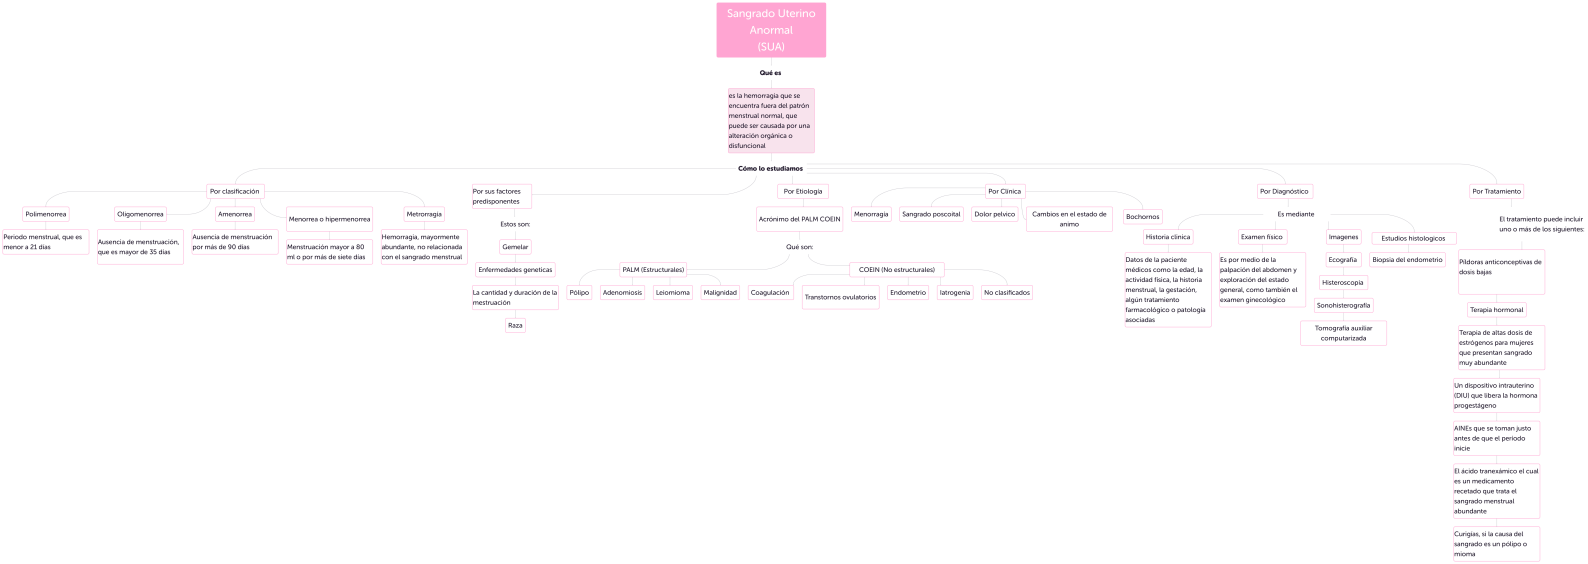 Sangrado Uterino
Anormal
(SUA)
Qué es
es la hemorragia que se
encuentra fuera del patrón
menstrual normal, que
puede ser causada por una
alteración orgánica o
disfuncional
Cómo lo estudiamos
Por clasificación
Polimenorrea
Periodo menstrual, que es
menor a 21 días
Oligomenorrea
Ausencia de menstruación,
que es mayor de 35 días
Amenorrea
Ausencia de menstruación
por más de 90 días
Menorrea o hipermenorrea
Menstruación mayor a 80
ml o por más de siete días
Metrorragia
Hemorragia, mayormente
abundante, no relacionada
con el sangrado menstrual
Por sus factores
predisponentes
Estos son:
Gemelar
Enfermedades geneticas
La cantidad y duración de la
mestruación
Raza
Por Etiología
Acrónimo del PALM COEIN
Qué son:
PALM (Estructurales)
Pólipo
Adenomiosis
Leiomioma
Malignidad
COEIN (No estructurales)
Coagulación
Transtornos ovulatorios
Endometrio
Iatrogenia
No clasificados
Por Clínica
Menorragia
Sangrado poscoital
Dolor pelvico
Cambios en el estado de
animo
Bochornos
Por Diagnóstico
Es mediante
Historia clinica
Datos de la paciente
médicos como la edad, la
actividad física, la historia
menstrual, la gestación,
algún tratamiento
farmacológico o patología
asociadas
Examen físico
Es por medio de la
palpación del abdomen y
exploración del estado
general, como también el
examen ginecológico
Imagenes
Ecografia
Histeroscopia
Sonohisterografía
Tomografía auxiliar
computarizada
Estudios histologicos
Biopsia del endometrio
Por Tratamiento
El tratamiento puede incluir
uno o más de los siguientes:
Píldoras anticonceptivas de
dosis bajas
Terapia hormonal
Terapia de altas dosis de
estrógenos para mujeres
que presentan sangrado
muy abundante
Un dispositivo intrauterino
(DIU) que libera la hormona
progestágeno
AINEs que se toman justo
antes de que el periodo
inicie
El ácido tranexámico el cual
es un medicamento
recetado que trata el
sangrado menstrual
abundante
Curigías, si la causa del
sangrado es un pólipo o
mioma